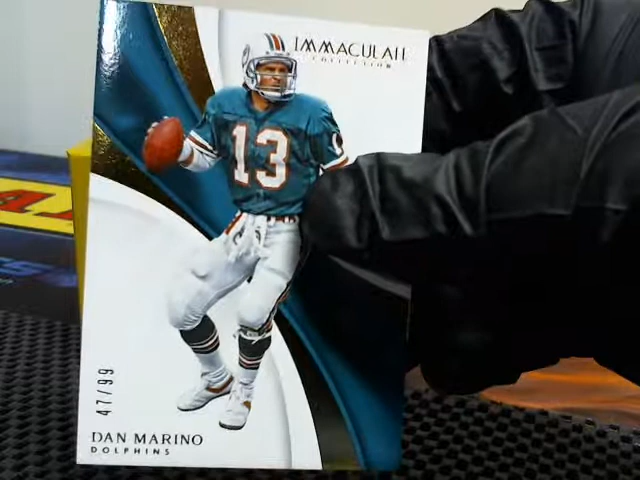 IMMACULATE
COLLECTION
13
47/99
DAN MARINO
DOLPHINS